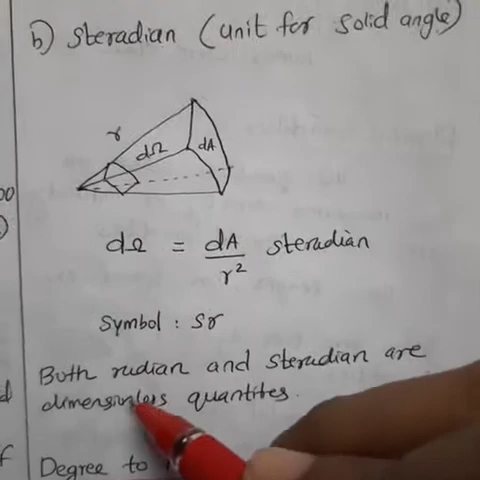 b) Steradian (unit for solid angle)
r
dΩ
dA
dΩ = dA/r² steradian
Symbol : sr
Both radian and steradian are
dimensinless quantites.
Degree to